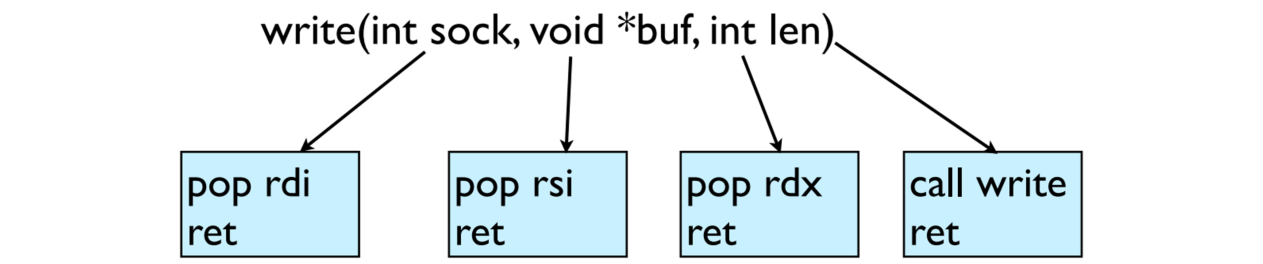 write(int sock, void *buf, int len)
pop rdi
ret
pop rsi
ret
pop rdx
ret
call write
ret